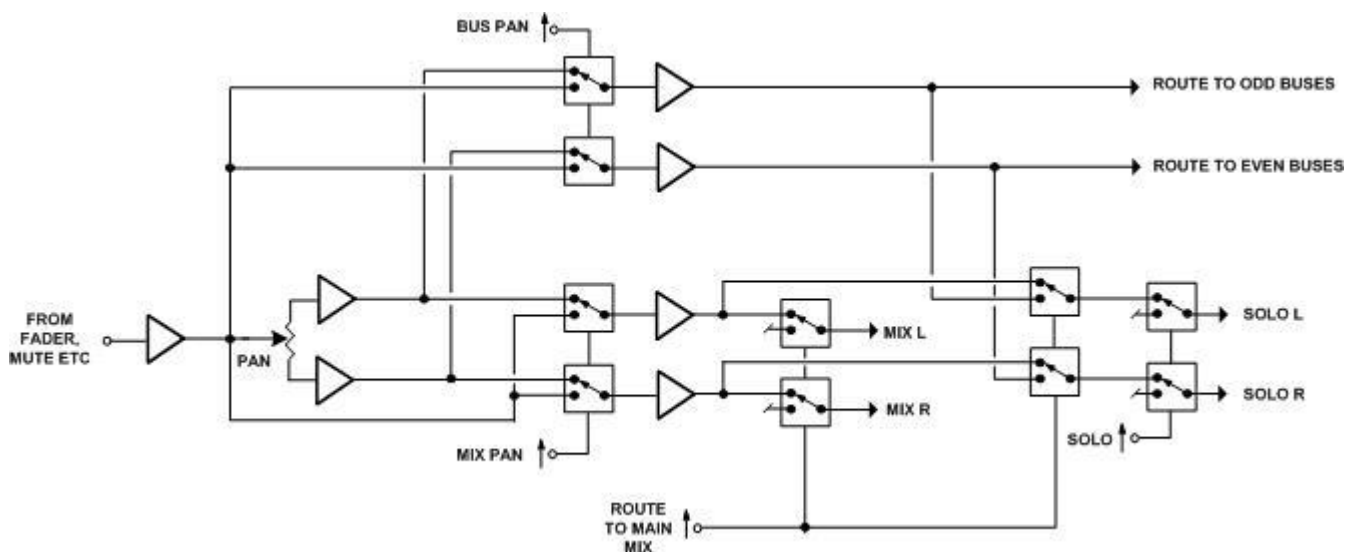 BUS PAN
ROUTE TO ODD BUSES
ROUTE TO EVEN BUSES
FROM
FADER,
MUTE ETC
PAN
MIX L
MIX R
SOLO L
SOLO R
MIX PAN
SOLO
ROUTE
TO MAIN
MIX